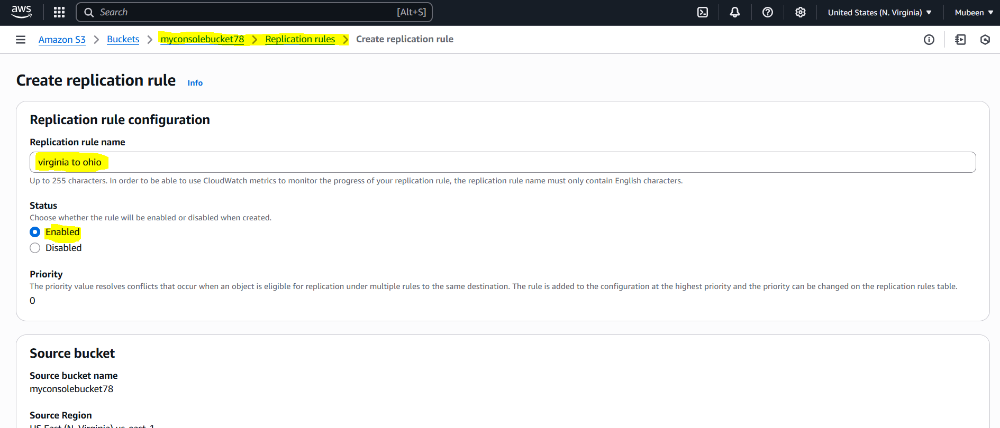 aws
Search [Alt+S]
United States (N. Virginia) ▼ Mubeen ▼
Amazon S3 > Buckets > myconsolebucket78 > Replication rules > Create replication rule
Create replication rule Info
Replication rule configuration
Replication rule name
virginia to ohio
Up to 255 characters. In order to be able to use CloudWatch metrics to monitor the progress of your replication rule, the replication rule name must only contain English characters.
Status
Choose whether the rule will be enabled or disabled when created.
Enabled
Disabled
Priority
The priority value resolves conflicts that occur when an object is eligible for replication under multiple rules to the same destination. The rule is added to the configuration at the highest priority and the priority can be changed on the replication rules table.
0
Source bucket
Source bucket name
myconsolebucket78
Source Region
US East (N. Virginia) us-east-1